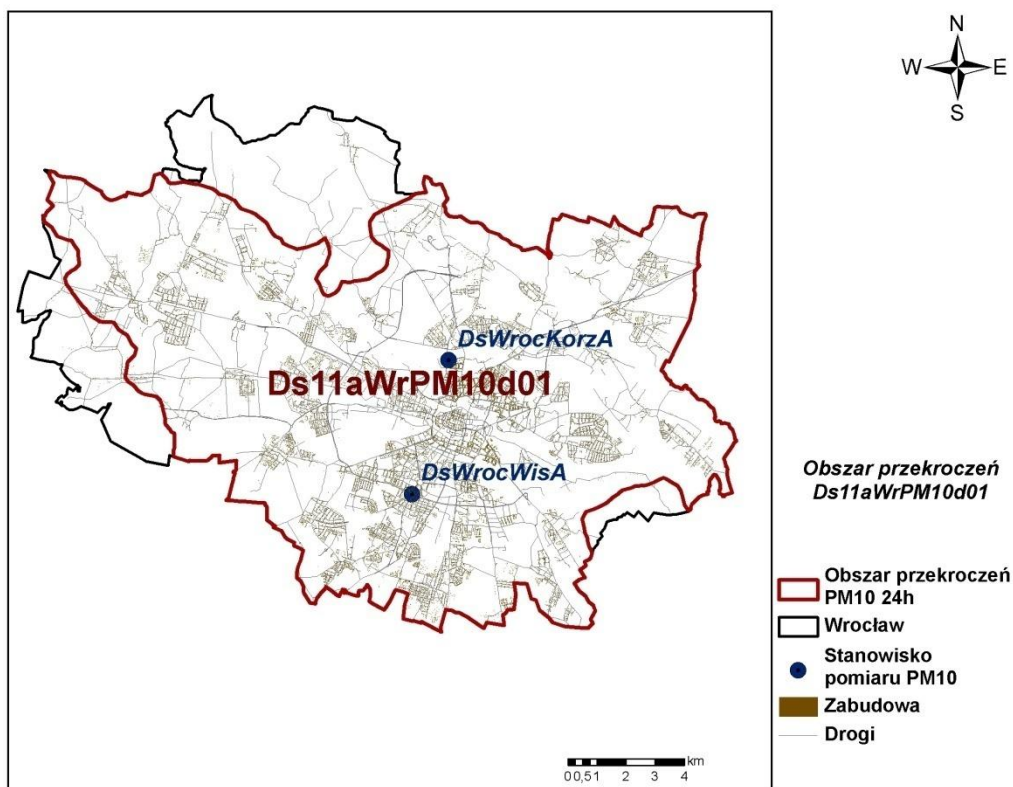 N
W E
S
DsWrocKorzA
Ds11aWrPM10d01
DsWrocWisA
Obszar przekroczeń
Ds11aWrPM10d01
Obszar przekroczeń
PM10 24h
Wrocław
Stanowisko
pomiaru PM10
Zabudowa
Drogi
km
0 0,5 1 2 3 4